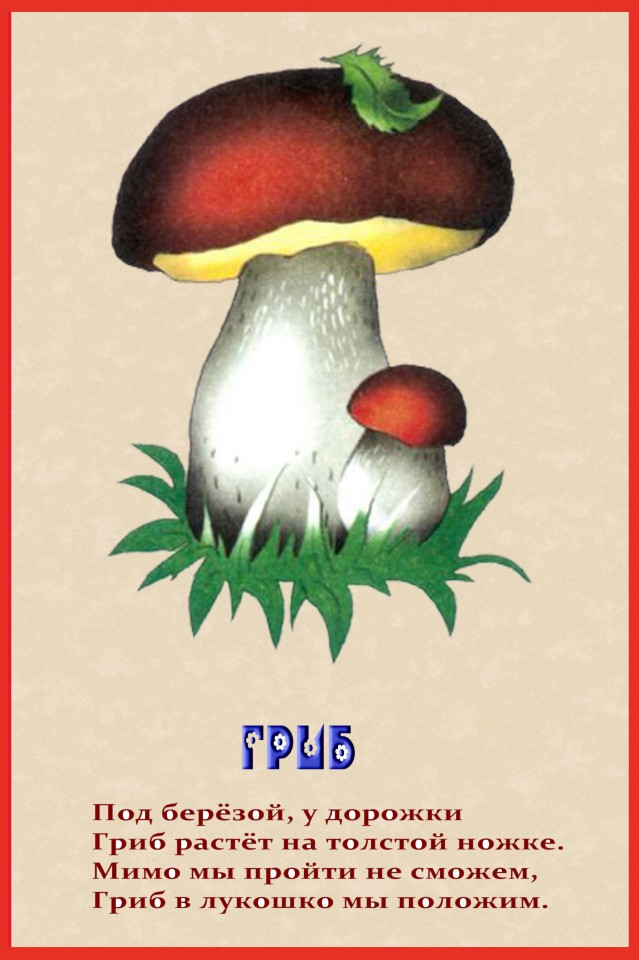 ГРИБ
Под берёзой, у дорожки
Гриб растёт на толстой ножке.
Мимо мы пройти не сможем,
Гриб в лукошко мы положим.